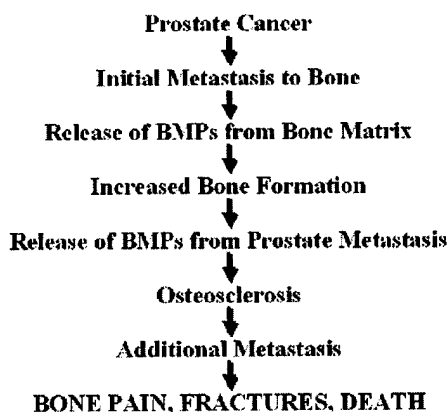 Prostate Cancer
Initial Metastasis to Bone
Release of BMPs from Bone Matrix
Increased Bone Formation
Release of BMPs from Prostate Metastasis
Osteosclerosis
Additional Metastasis
BONE PAIN, FRACTURES, DEATH